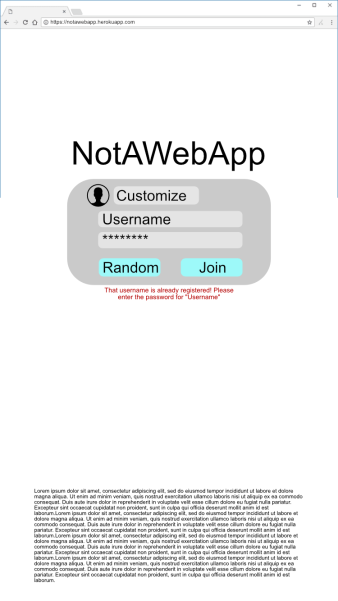 https://notawebapp.herokuapp.com
NotAWebApp
Customize
Username
********
Random
Join
That username is already registered! Please
enter the password for "Username"
Lorem ipsum dolor sit amet, consectetur adipiscing elit, sed do eiusmod tempor incididunt ut labore et dolore
magna aliqua. Ut enim ad minim veniam, quis nostrud exercitation ullamco laboris nisi ut aliquip ex ea commodo
consequat. Duis aute irure dolor in reprehenderit in voluptate velit esse cillum dolore eu fugiat nulla pariatur.
Excepteur sint occaecat cupidatat non proident, sunt in culpa qui officia deserunt mollit anim id est
laborum.Lorem ipsum dolor sit amet, consectetur adipiscing elit, sed do eiusmod tempor incididunt ut labore et
dolore magna aliqua. Ut enim ad minim veniam, quis nostrud exercitation ullamco laboris nisi ut aliquip ex ea
commodo consequat. Duis aute irure dolor in reprehenderit in voluptate velit esse cillum dolore eu fugiat nulla
pariatur. Excepteur sint occaecat cupidatat non proident, sunt in culpa qui officia deserunt mollit anim id est
laborum.Lorem ipsum dolor sit amet, consectetur adipiscing elit, sed do eiusmod tempor incididunt ut labore et
dolore magna aliqua. Ut enim ad minim veniam, quis nostrud exercitation ullamco laboris nisi ut aliquip ex ea
commodo consequat. Duis aute irure dolor in reprehenderit in voluptate velit esse cillum dolore eu fugiat nulla
pariatur. Excepteur sint occaecat cupidatat non proident, sunt in culpa qui officia deserunt mollit anim id est
laborum.Lorem ipsum dolor sit amet, consectetur adipiscing elit, sed do eiusmod tempor incididunt ut labore et
dolore magna aliqua. Ut enim ad minim veniam, quis nostrud exercitation ullamco laboris nisi ut aliquip ex ea
commodo consequat. Duis aute irure dolor in reprehenderit in voluptate velit esse cillum dolore eu fugiat nulla
pariatur. Excepteur sint occaecat cupidatat non proident, sunt in culpa qui officia deserunt mollit anim id est
laborum.